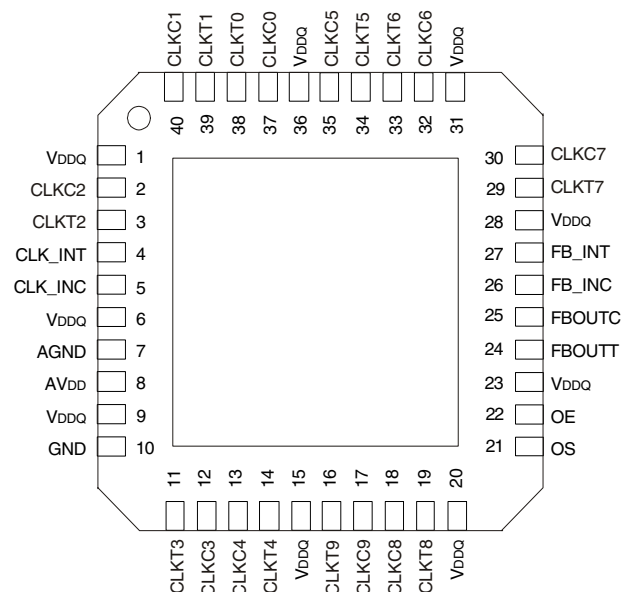 CLKC1 CLKT1 CLKT0 CLKC0 VDDQ CLKC5 CLKT5 CLKT6 CLKC6 VDDQ
40 39 38 37 36 35 34 33 32 31
VDDQ 1
CLKC2 2
CLKT2 3
CLK_INT 4
CLK_INC 5
VDDQ 6
AGND 7
AVDD 8
VDDQ 9
GND 10
30 CLKC7
29 CLKT7
28 VDDQ
27 FB_INT
26 FB_INC
25 FBOUTC
24 FBOUTT
23 VDDQ
22 OE
21 OS
11 12 13 14 15 16 17 18 19 20
CLKT3 CLKC3 CLKC4 CLKT4 VDDQ CLKT9 CLKC9 CLKC8 CLKT8 VDDQ